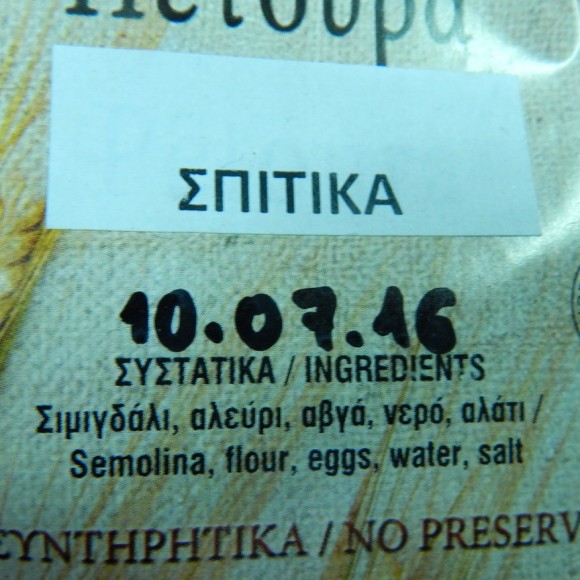 ΣΠΙΤΙΚΑ
10.07.16
ΣΥΣΤΑΤΙΚΑ / INGREDIENTS
Σιμιγδάλι, αλεύρι, αβγά, νερό, αλάτι /
Semolina, flour, eggs, water, salt
ΣΥΝΤΗΡΗΤΙΚΑ / NO PRESERV